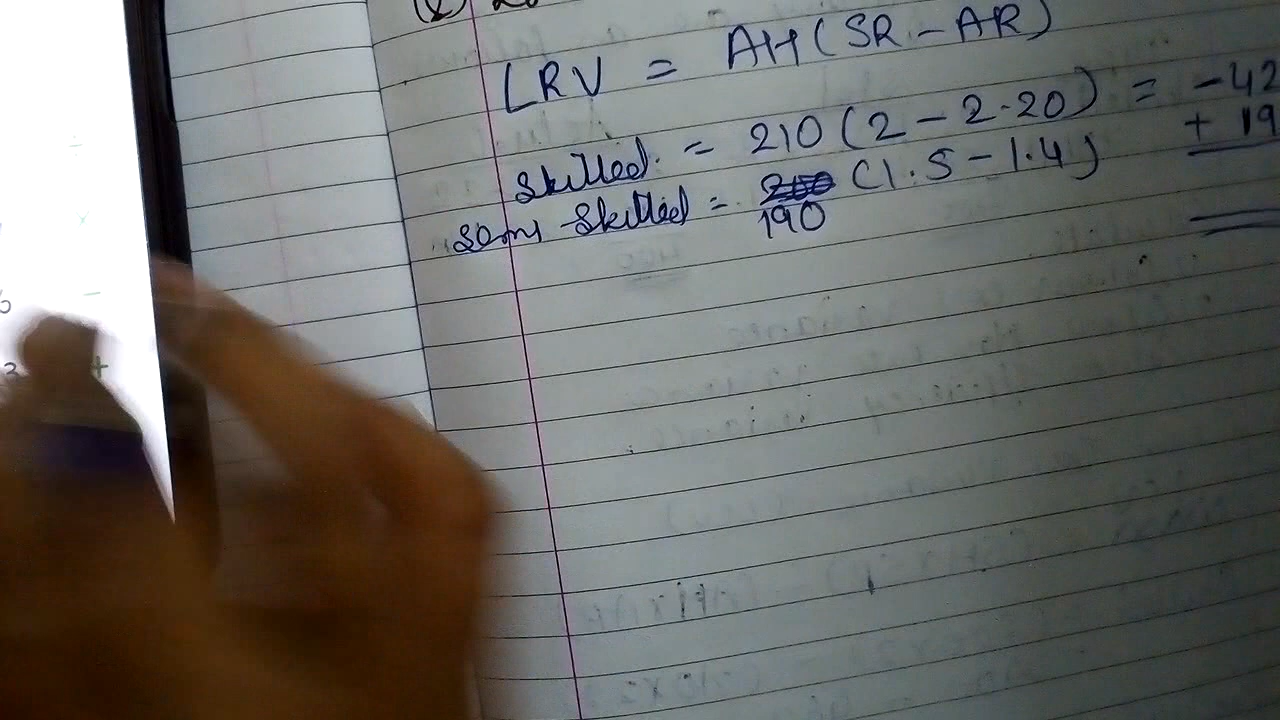 LRV = AH (SR - AR)
Skilled = 210 (2 - 2.20) = - 42
Semi Skilled = 190 (1.5 - 1.4) + 19